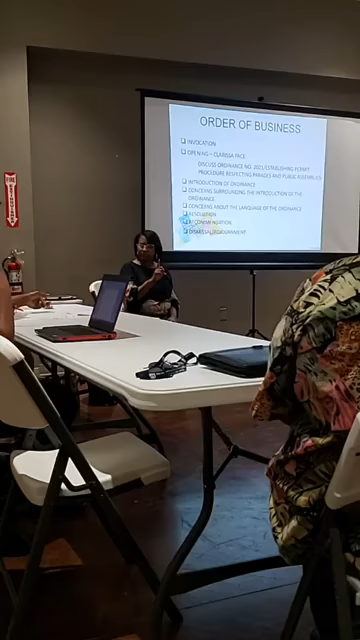 ORDER OF BUSINESS
INVOCATION
OPENING – CLARISSA PACE
DISCUSS ORDINANCE NO. 2021/ESTABLISHING PERMIT
PROCEDURE RESPECTING PARADES AND PUBLIC ASSEMBLIES
INTRODUCTION OF ORDINANCE
CONCERNS SURROUNDING THE INTRODUCTION OF THE
ORDINANCE
CONCERNS ABOUT THE LANGUAGE OF THE ORDINANCE
RESOLUTION
RECOMMENDATION
DISMISSAL/ADJOURNMENT
FIRE